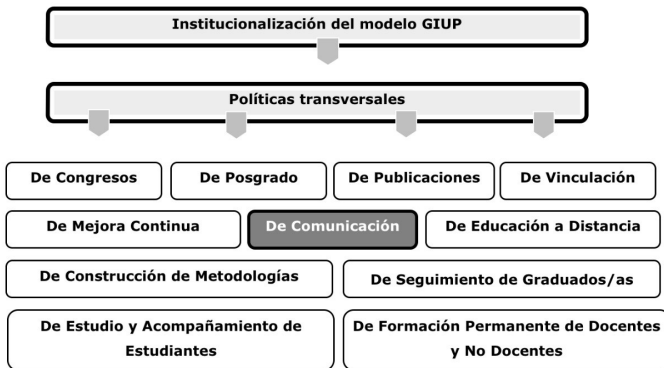 Institucionalización del modelo GIUP
Políticas transversales
De Congresos
De Posgrado
De Publicaciones
De Vinculación
De Mejora Continua
De Comunicación
De Educación a Distancia
De Construcción de Metodologías
De Seguimiento de Graduados/as
De Estudio y Acompañamiento de
Estudiantes
De Formación Permanente de Docentes
y No Docentes